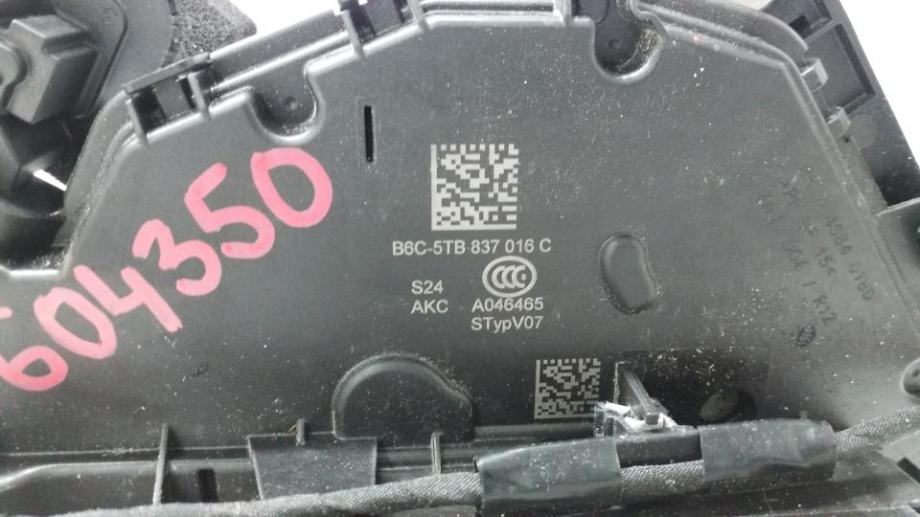 604350
B6C-5TB 837 016 C
S24
AKC A046465
STypV07